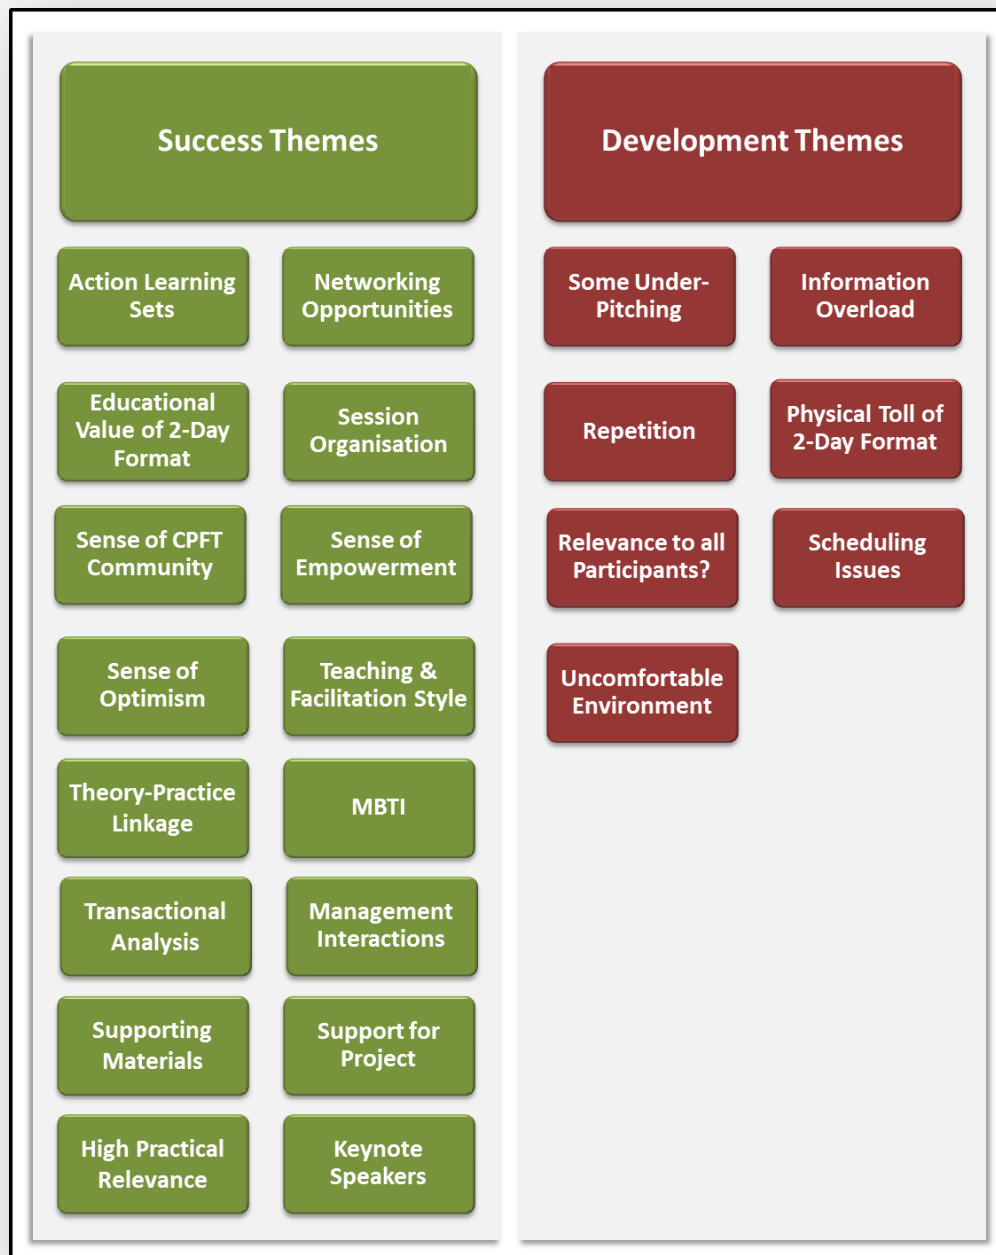 Success Themes
Action Learning
Sets
Networking
Opportunities
Educational
Value of 2-Day
Format
Session
Organisation
Sense of CPFT
Community
Sense of
Empowerment
Sense of
Optimism
Teaching &
Facilitation Style
Theory-Practice
Linkage
MBTI
Transactional
Analysis
Management
Interactions
Supporting
Materials
Support for
Project
High Practical
Relevance
Keynote
Speakers
Development Themes
Some Under-
Pitching
Information
Overload
Repetition
Physical Toll of
2-Day Format
Relevance to all
Participants?
Scheduling
Issues
Uncomfortable
Environment